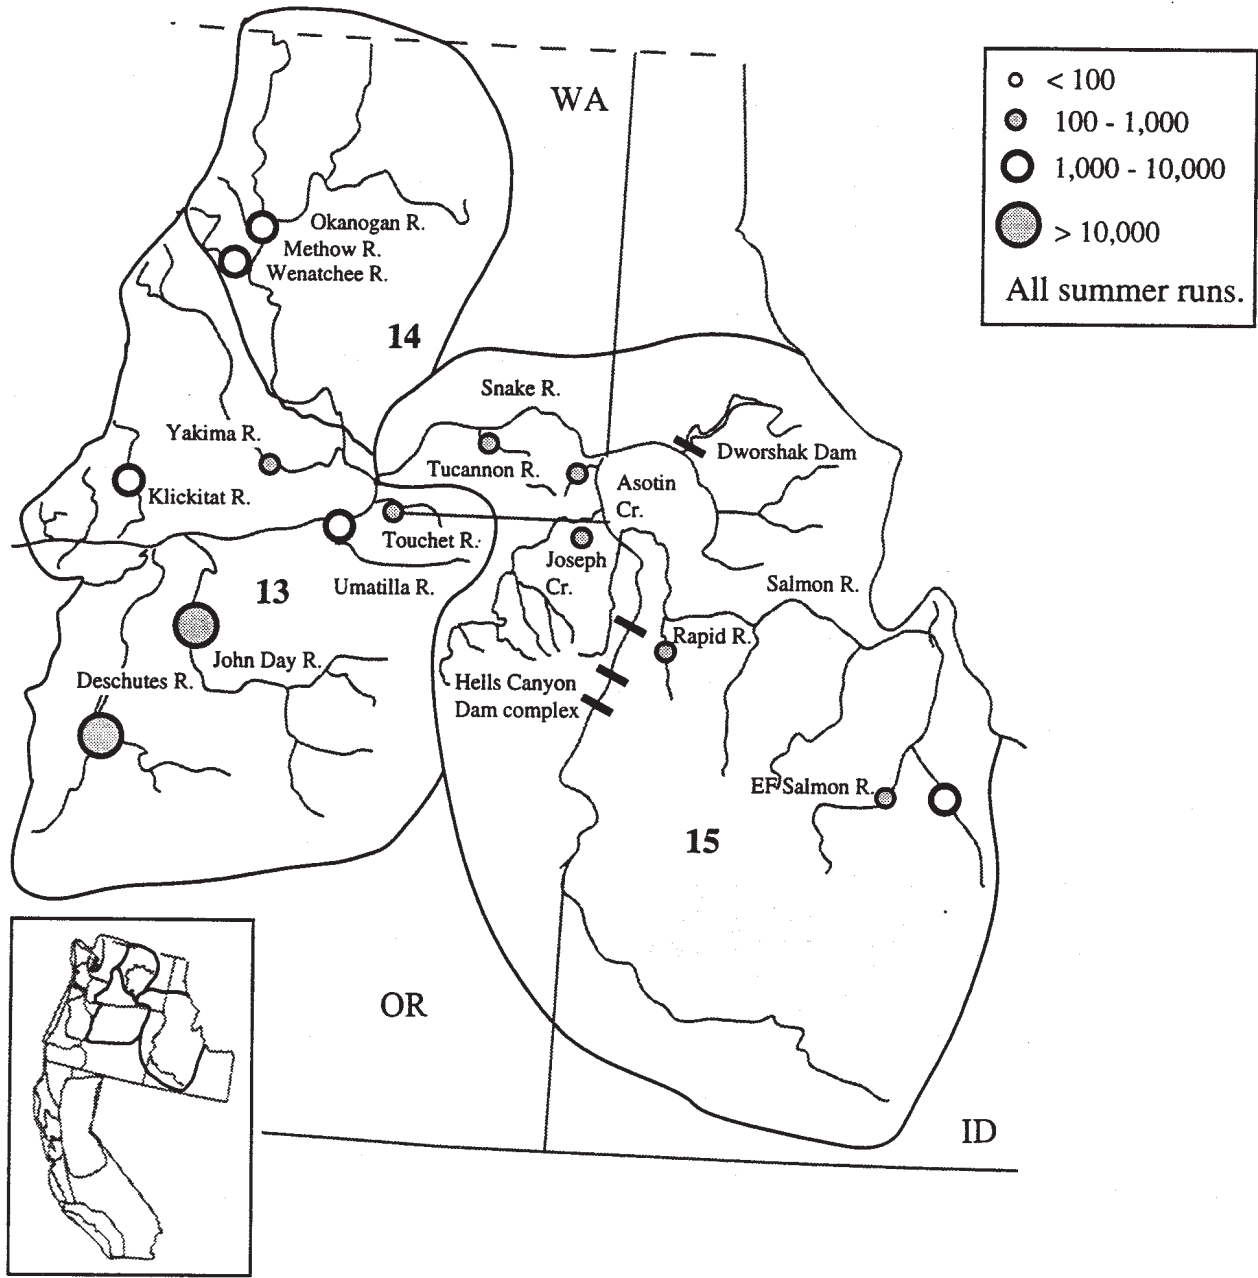 WA
< 100
100 - 1,000
1,000 - 10,000
> 10,000
All summer runs.
Okanogan R.
Methow R.
Wenatchee R.
14
Snake R.
Yakima R.
Dworshak Dam
Tucannon R.
Klickitat R.
Asotin
Cr.
Touchet R.
Joseph
Cr.
Umatilla R.
13
Salmon R.
Rapid R.
John Day R.
Deschutes R.
Hells Canyon
Dam complex
EF Salmon R.
15
OR
ID